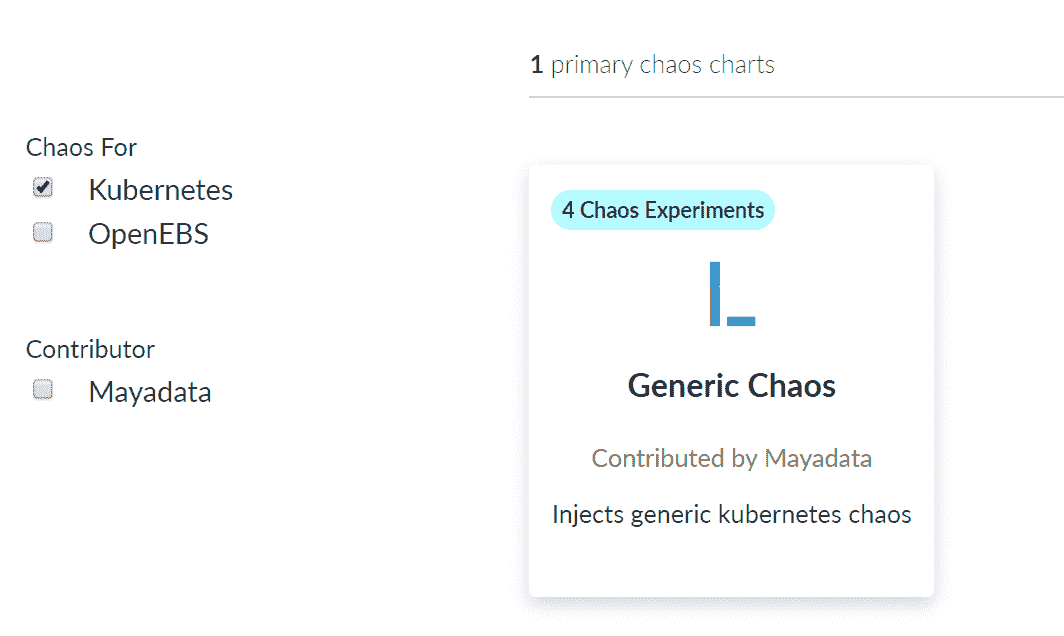 1 primary chaos charts
Chaos For
Kubernetes
OpenEBS
Contributor
Mayadata
4 Chaos Experiments
Generic Chaos
Contributed by Mayadata
Injects generic kubernetes chaos